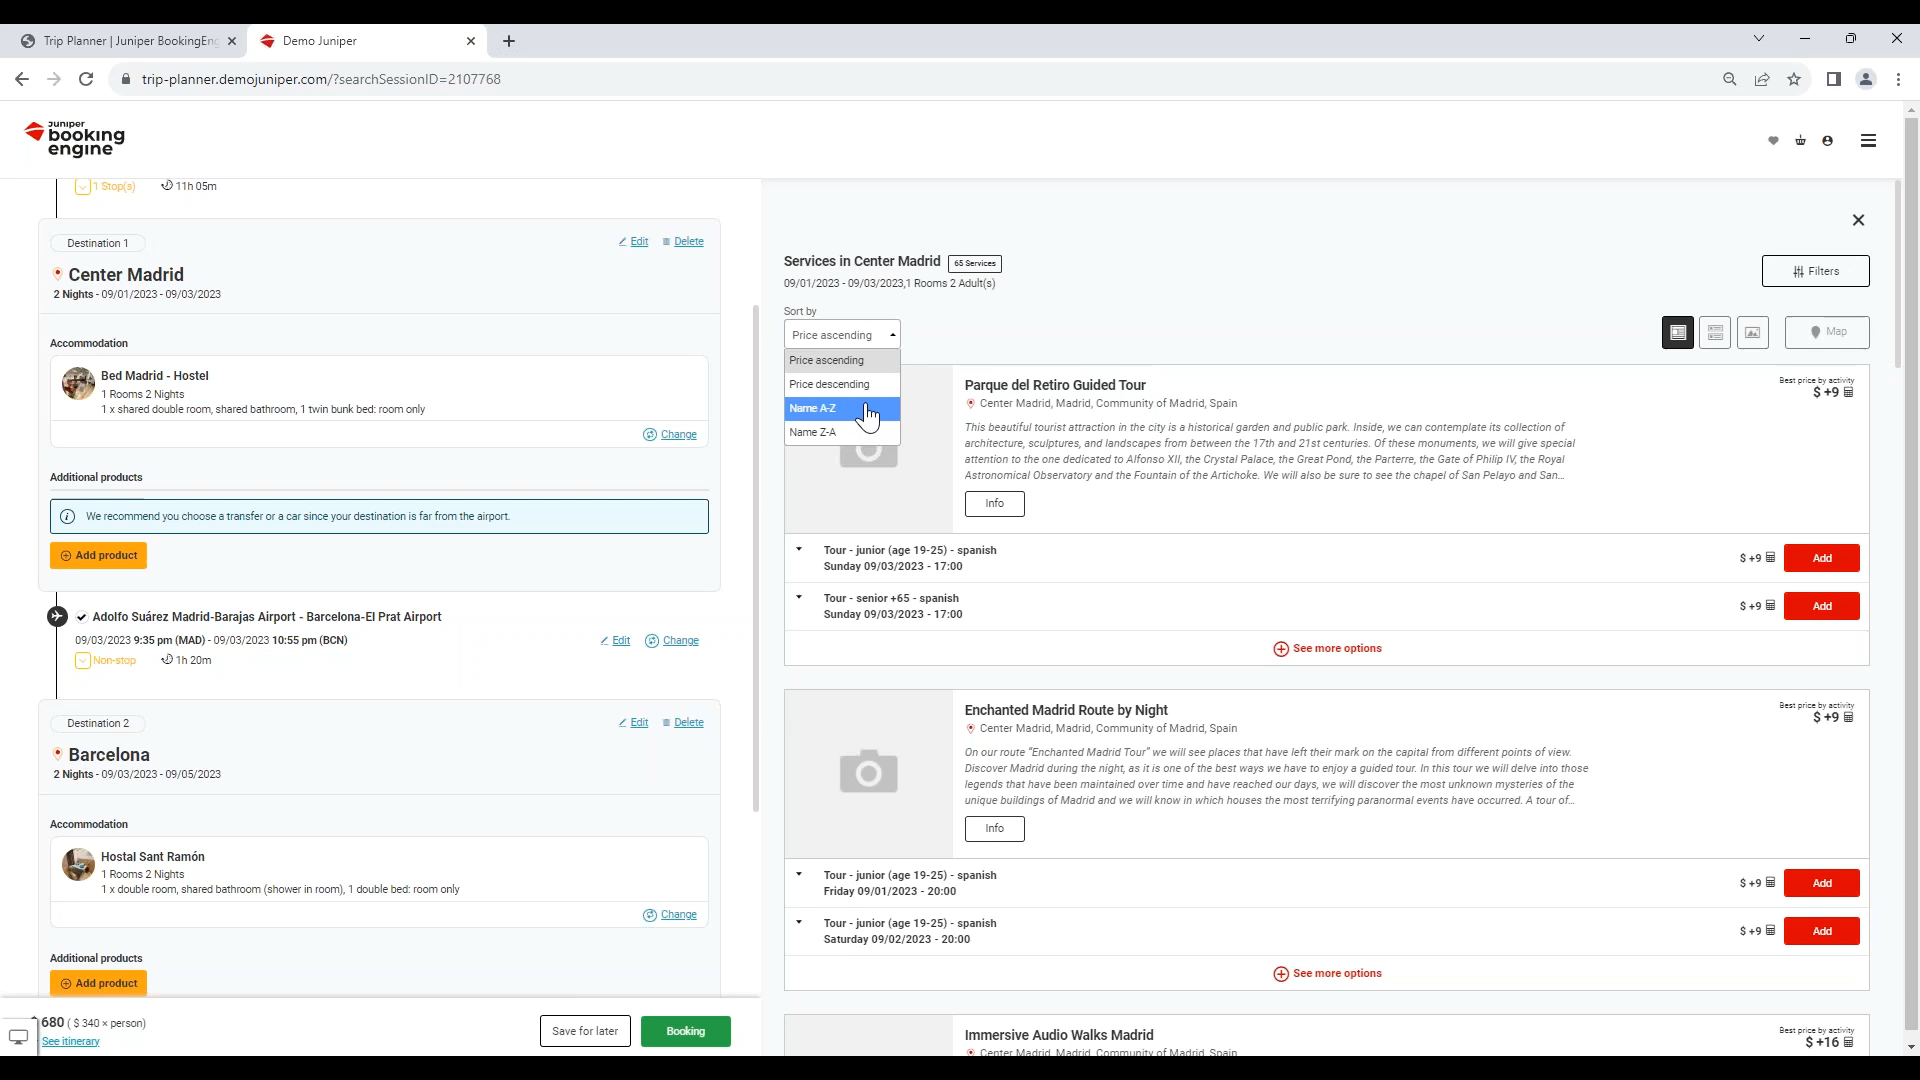 Trip Planner | Juniper BookingEng
Demo Juniper
trip-planner.demojuniper.com/?searchSessionID=2107768
Juniper
booking
engine
1 Stop(s) 11h 05m
Destination 1
Edit Delete
Center Madrid
2 Nights - 09/01/2023 - 09/03/2023
Accommodation
Bed Madrid - Hostel
1 Rooms 2 Nights
1 x shared double room, shared bathroom, 1 twin bunk bed: room only
Change
Additional products
We recommend you choose a transfer or a car since your destination is far from the airport.
Add product
Adolfo Suárez Madrid-Barajas Airport - Barcelona-El Prat Airport
09/03/2023 9:35 pm (MAD) - 09/03/2023 10:55 pm (BCN)
Edit Change
Non-stop 1h 20m
Destination 2
Edit Delete
Barcelona
2 Nights - 09/03/2023 - 09/05/2023
Accommodation
Hostal Sant Ramón
1 Rooms 2 Nights
1 x double room, shared bathroom (shower in room), 1 double bed: room only
Change
Additional products
Add product
680 ( $ 340 × person)
See itinerary
Save for later
Booking
Services in Center Madrid 65 Services
09/01/2023 - 09/03/2023,1 Rooms 2 Adult(s)
Filters
Sort by
Price ascending
Map
Price ascending
Price descending
Name A-Z
Name Z-A
Parque del Retiro Guided Tour
Center Madrid, Madrid, Community of Madrid, Spain
Best price by activity
$ +9
This beautiful tourist attraction in the city is a historical garden and public park. Inside, we can contemplate its collection of
architecture, sculptures, and landscapes from between the 17th and 21st centuries. Of these monuments, we will give special
attention to the one dedicated to Alfonso XII, the Crystal Palace, the Great Pond, the Parterre, the Gate of Philip IV, the Royal
Astronomical Observatory and the Fountain of the Artichoke. We will also be sure to see the chapel of San Pelayo and San...
Info
Tour - junior (age 19-25) - spanish
Sunday 09/03/2023 - 17:00
$ +9 Add
Tour - senior +65 - spanish
Sunday 09/03/2023 - 17:00
$ +9 Add
See more options
Enchanted Madrid Route by Night
Center Madrid, Madrid, Community of Madrid, Spain
Best price by activity
$ +9
On our route "Enchanted Madrid Tour" we will see places that have left their mark on the capital from different points of view.
Discover Madrid during the night, as it is one of the best ways we have to enjoy a guided tour. In this tour we will delve into those
legends that have been maintained over time and have reached our days, we will discover the most unknown mysteries of the
unique buildings of Madrid and we will know in which houses the most terrifying paranormal events have occurred. A tour of...
Info
Tour - junior (age 19-25) - spanish
Friday 09/01/2023 - 20:00
$ +9 Add
Tour - junior (age 19-25) - spanish
Saturday 09/02/2023 - 20:00
$ +9 Add
See more options
Immersive Audio Walks Madrid
Center Madrid, Madrid, Community of Madrid, Spain
Best price by activity
$ +16